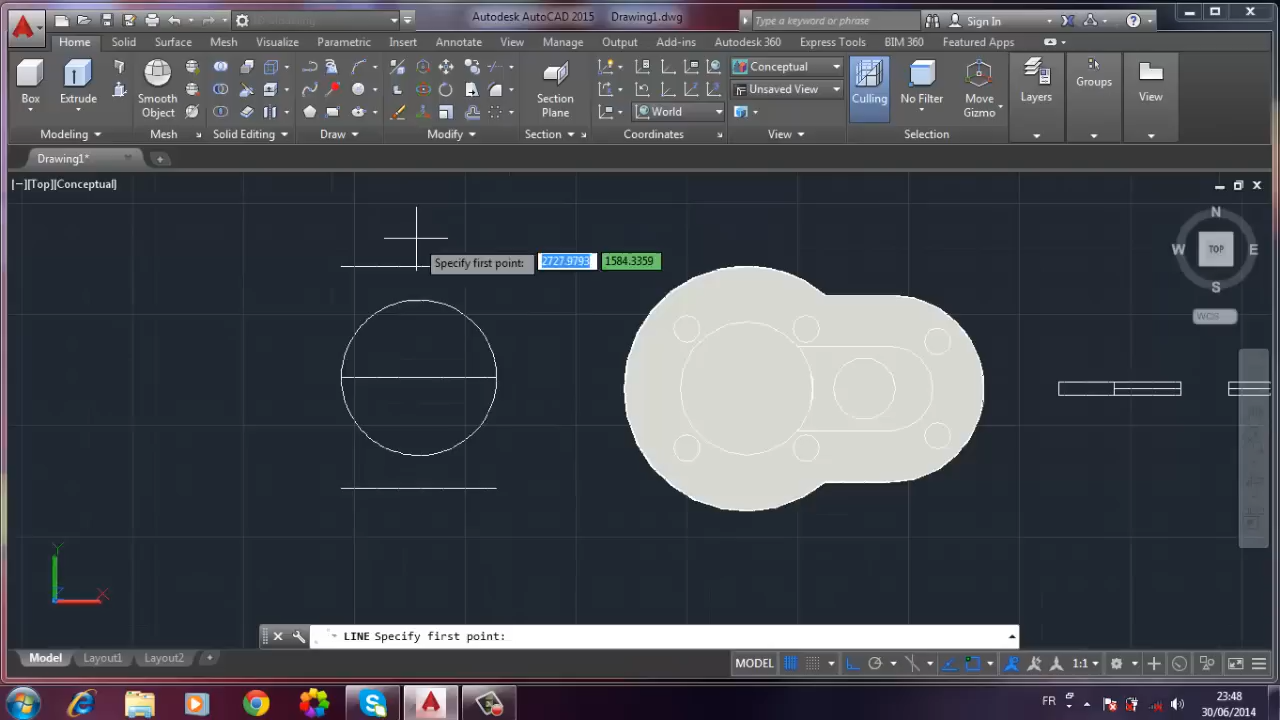 Autodesk AutoCAD 2015 Drawing1.dwg Type a keyword or phrase Sign In
Home Solid Surface Mesh Visualize Parametric Insert Annotate View Manage Output Add-ins Autodesk 360 Express Tools BIM 360 Featured Apps
Box Extrude Smooth Object Section Plane World Conceptual Unsaved View Culling No Filter Move Gizmo Layers Groups View
Modeling Mesh Solid Editing Draw Modify Section Coordinates View Selection
Drawing1*
[−][Top][Conceptual]
N
W TOP E
S
WCS
Specify first point: 2727.9793 1584.3359
Y
X
LINE Specify first point:
Model Layout1 Layout2 + MODEL 1:1
FR 23:48
30/06/2014